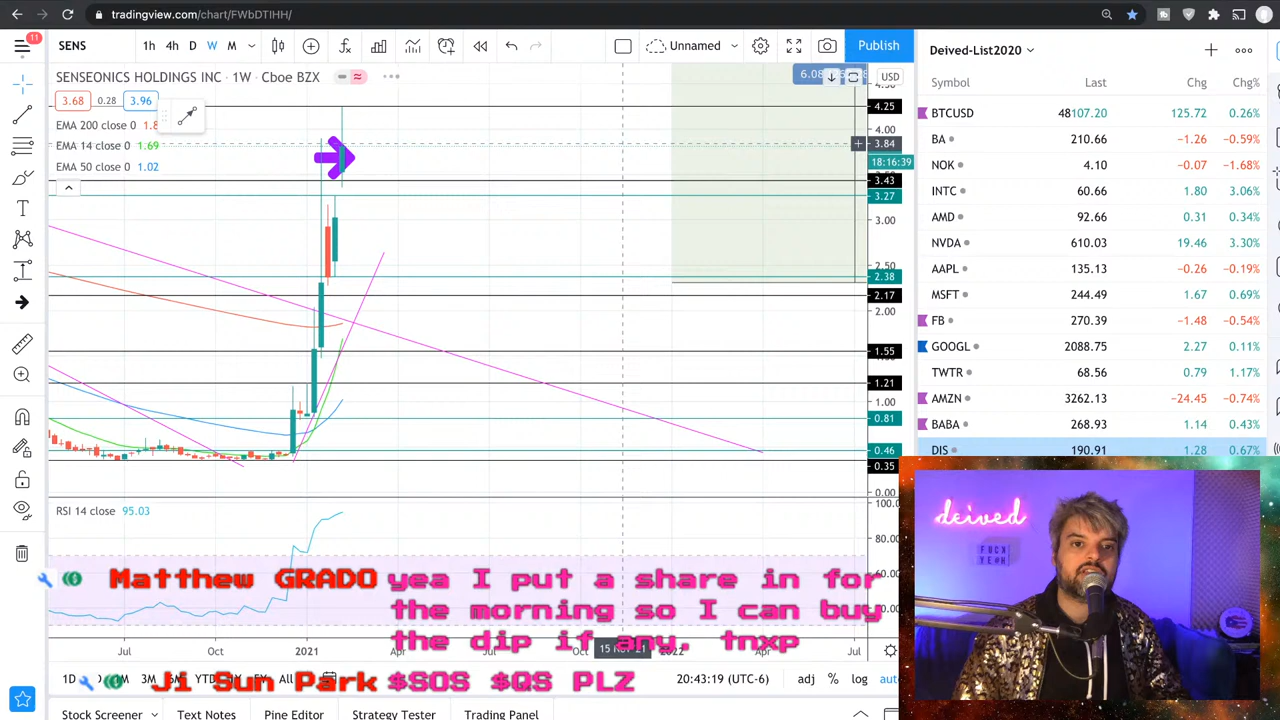 tradingview.com/chart/FWbDTIHH/
11
SENS
1h 4h D W M
Unnamed
Publish
Deived-List2020
SENSEONICS HOLDINGS INC · 1W · Cboe BZX
USD
3.68 0.28 3.96
EMA 200 close 0
EMA 14 close 0
EMA 50 close 0 1.02
4.25
4.00
3.84
18:16:39
3.43
3.27
3.00
2.50
2.38
2.17
2.00
1.55
1.21
1.00
0.81
0.46
0.35
0.00
RSI 14 close 95.03
80.00
60.00
Jul Oct 2021 Apr Oct 15 Nov 21 2022 Apr Jul
Symbol Last Chg Chg%
BTCUSD 48107.20 125.72 0.26%
BA 210.66 −1.26 −0.59%
NOK 4.10 −0.07 −1.68%
INTC 60.66 1.80 3.06%
AMD 92.66 0.31 0.34%
NVDA 610.03 19.46 3.30%
AAPL 135.13 −0.26 −0.19%
MSFT 244.49 1.67 0.69%
FB 270.39 −1.48 −0.54%
GOOGL 2088.75 2.27 0.11%
TWTR 68.56 0.79 1.17%
AMZN 3262.13 −24.45 −0.74%
BABA 268.93 1.14 0.43%
DIS 190.91 1.28 0.67%
deived
FUCK
YEAH
Matthew GRADO yea I put a share in for
the morning so I can buy
the dip if any, tnxp
Ji Sun Park $SOS $QS PLZ
1D
All
20:43:19 (UTC-6)
adj % log auto
Stock Screener Text Notes Pine Editor Strategy Tester Trading Panel